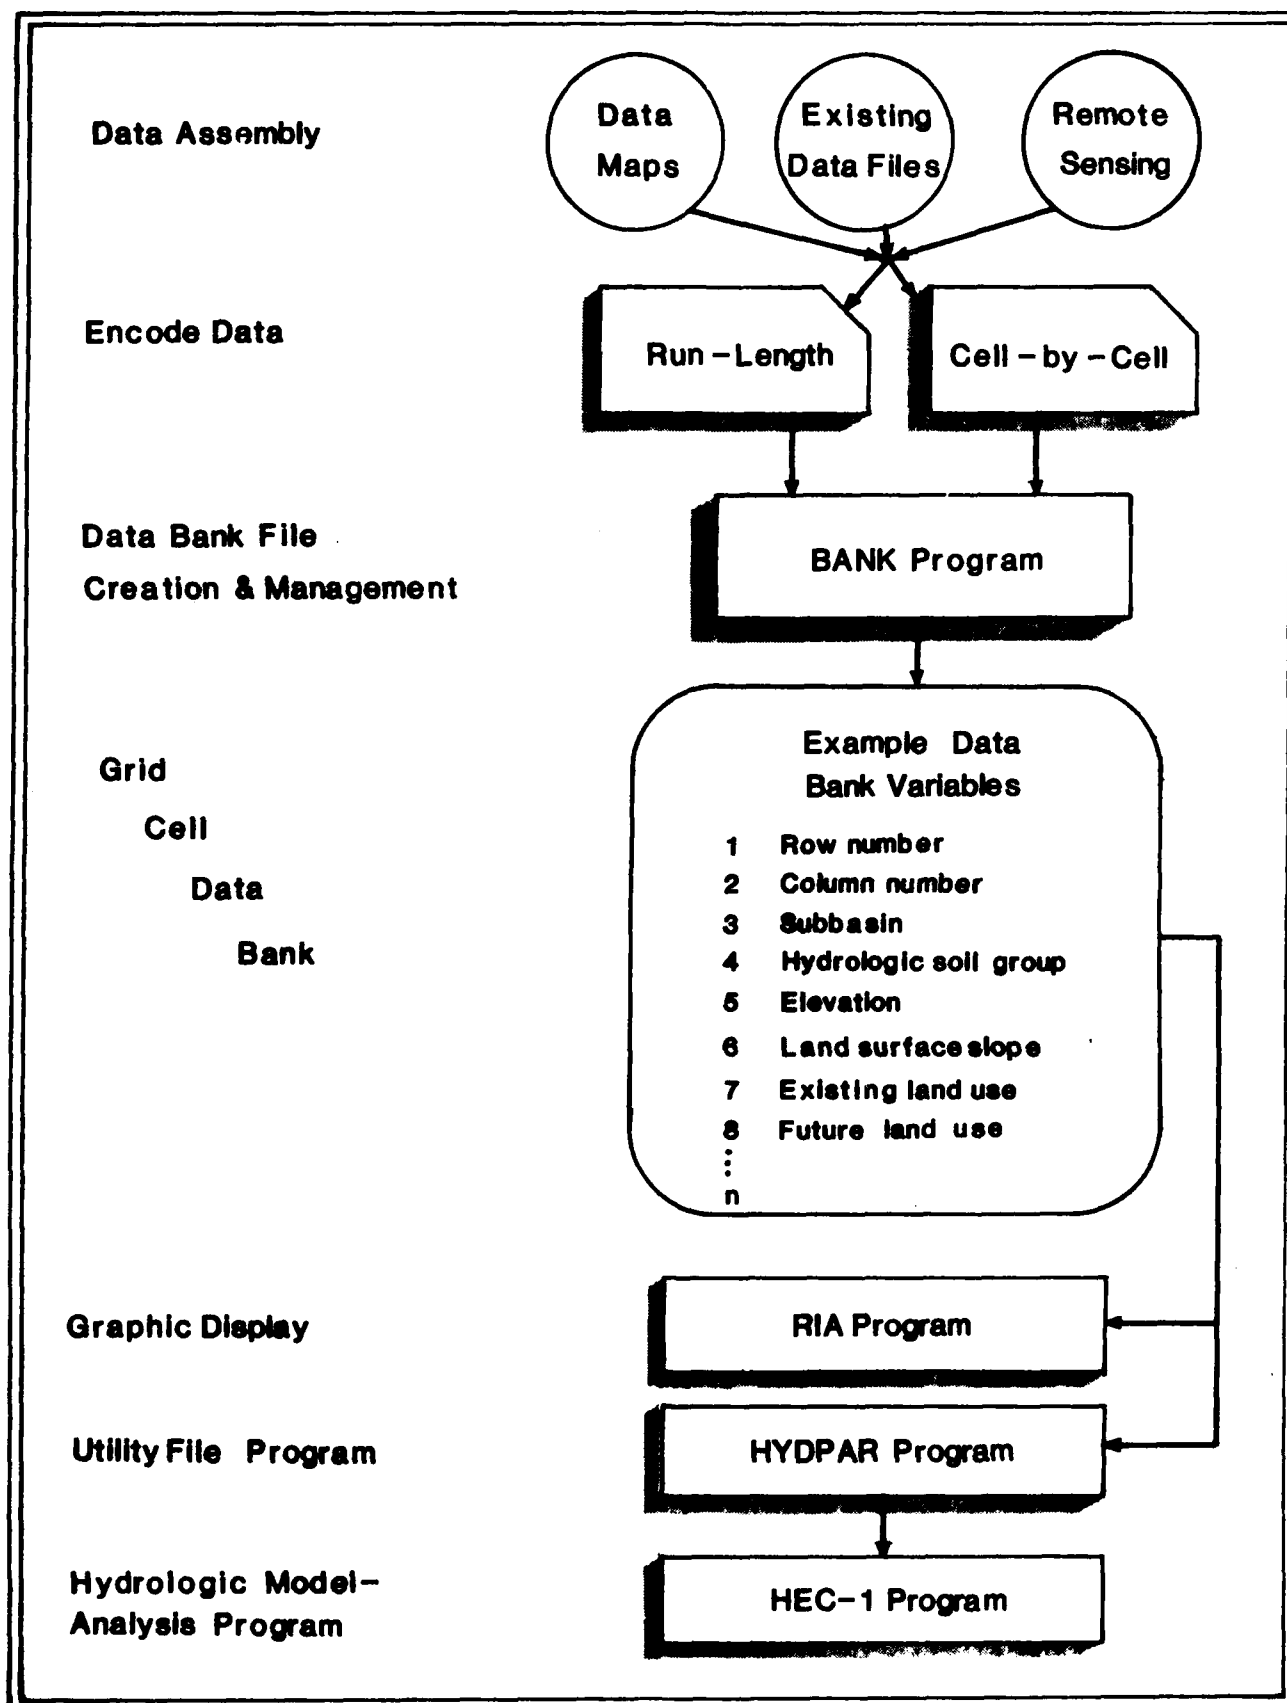 Data Assembly
Data
Maps
Existing
Data Files
Remote
Sensing
Encode Data
Run-Length
Cell-by-Cell
Data Bank File
Creation & Management
BANK Program
Grid
Cell
Data
Bank
Example Data
Bank Variables
1 Row number
2 Column number
3 Subbasin
4 Hydrologic soil group
5 Elevation
6 Land surface slope
7 Existing land use
8 Future land use
⋮
n
Graphic Display
RIA Program
Utility File Program
HYDPAR Program
Hydrologic Model-
Analysis Program
HEC-1 Program